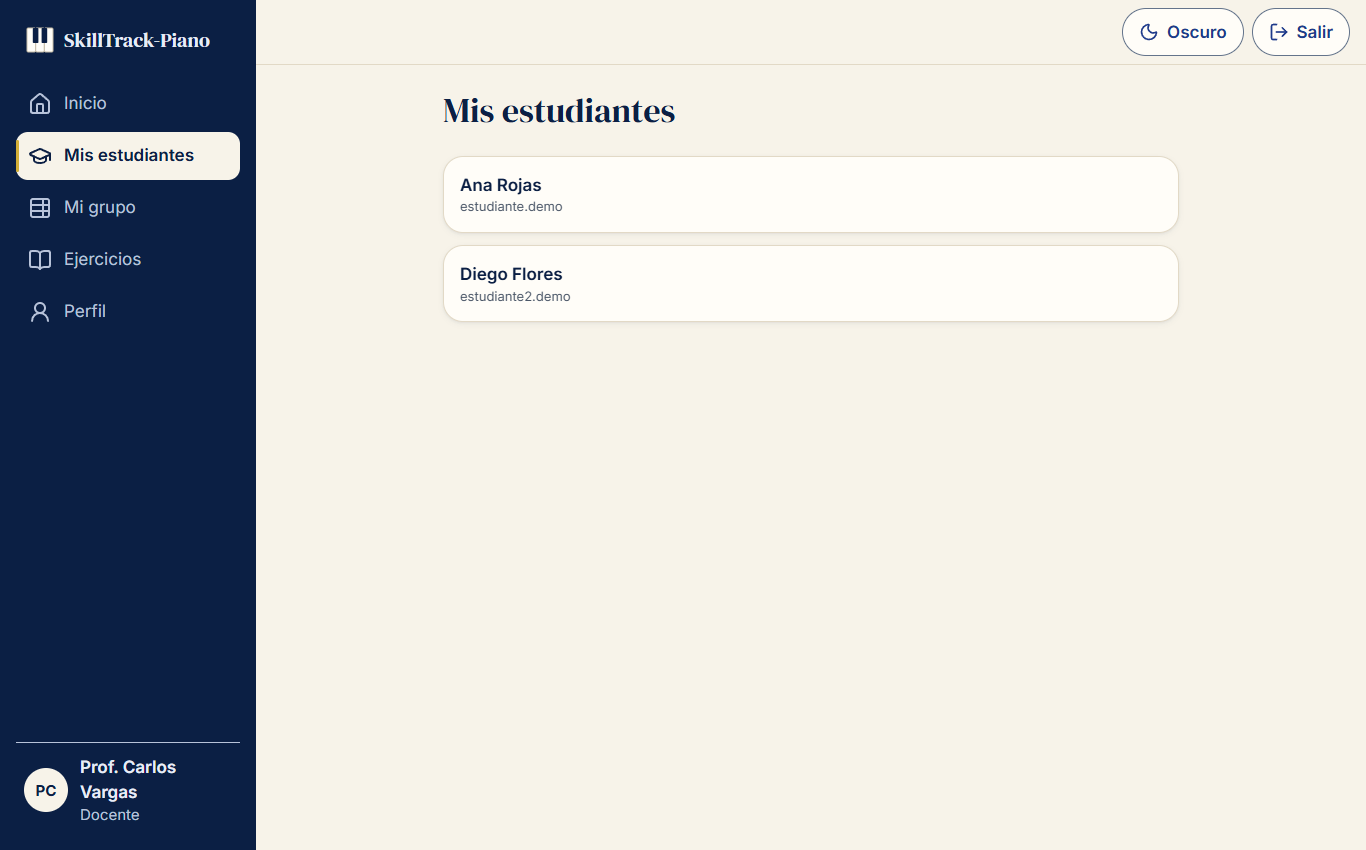 SkillTrack-Piano
Inicio
Mis estudiantes
Mi grupo
Ejercicios
Perfil
Prof. Carlos
Vargas
Docente
PC
Oscuro
Salir
Mis estudiantes
Ana Rojas
estudiante.demo
Diego Flores
estudiante2.demo